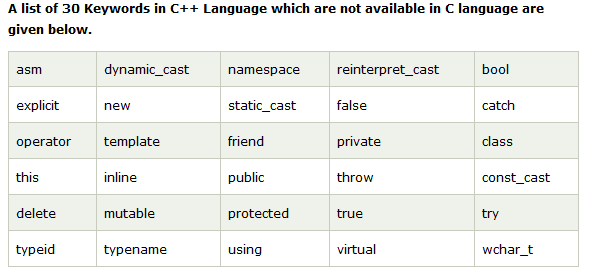 A list of 30 Keywords in C++ Language which are not available in C language are
given below.
asm dynamic_cast namespace reinterpret_cast bool
explicit new static_cast false catch
operator template friend private class
this inline public throw const_cast
delete mutable protected true try
typeid typename using virtual wchar_t